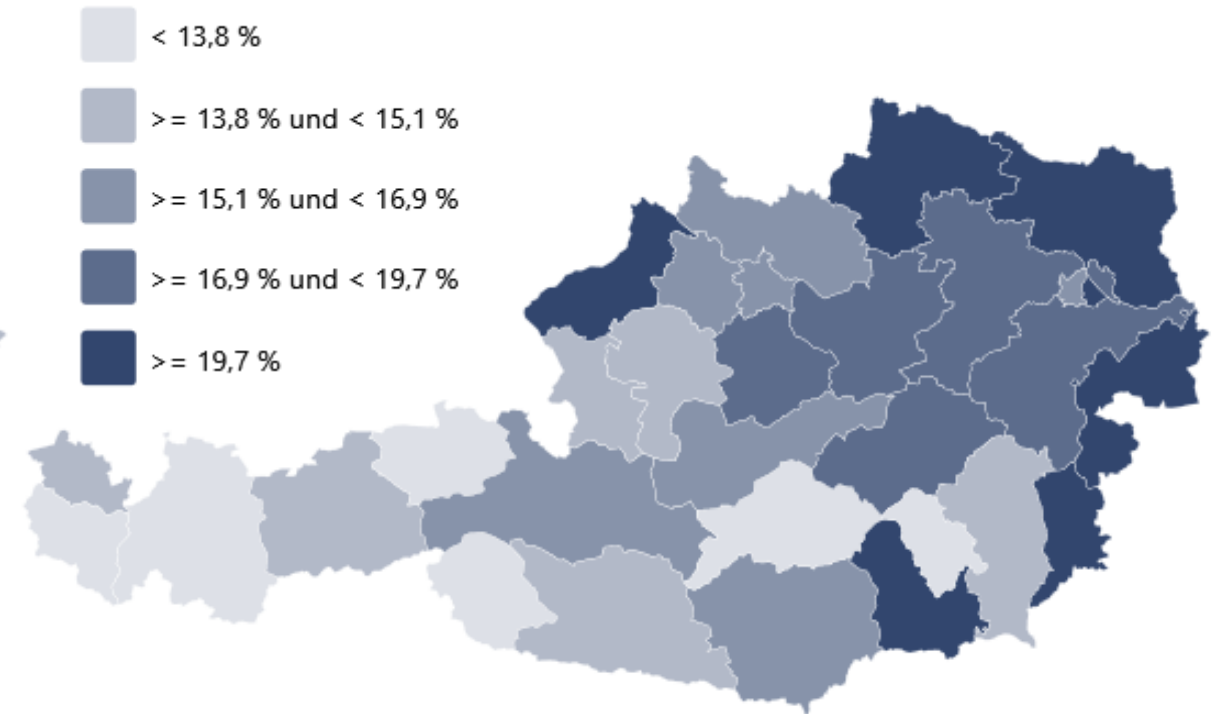 < 13,8 %
>= 13,8 % und < 15,1 %
>= 15,1 % und < 16,9 %
>= 16,9 % und < 19,7 %
>= 19,7 %